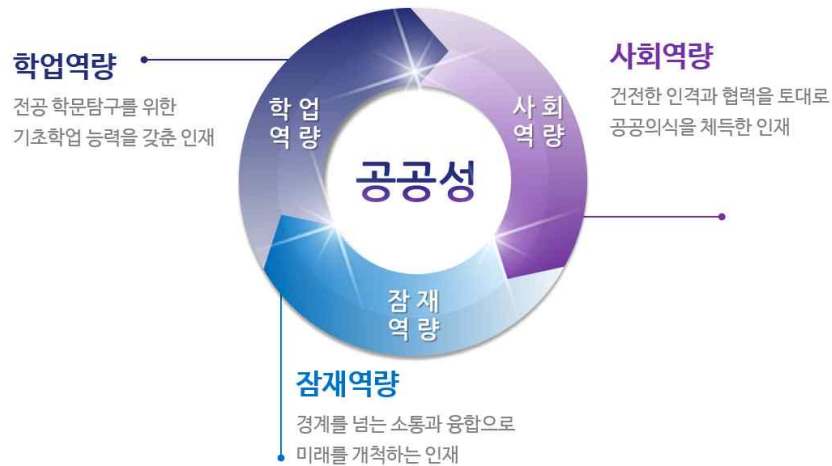 학업역량
전공 학문탐구를 위한
기초학업 능력을 갖춘 인재
사회역량
건전한 인격과 협력을 토대로
공공의식을 체득한 인재
학 업
역 량
사 회
역 량
공공성
잠 재
역 량
잠재역량
경계를 넘는 소통과 융합으로
미래를 개척하는 인재